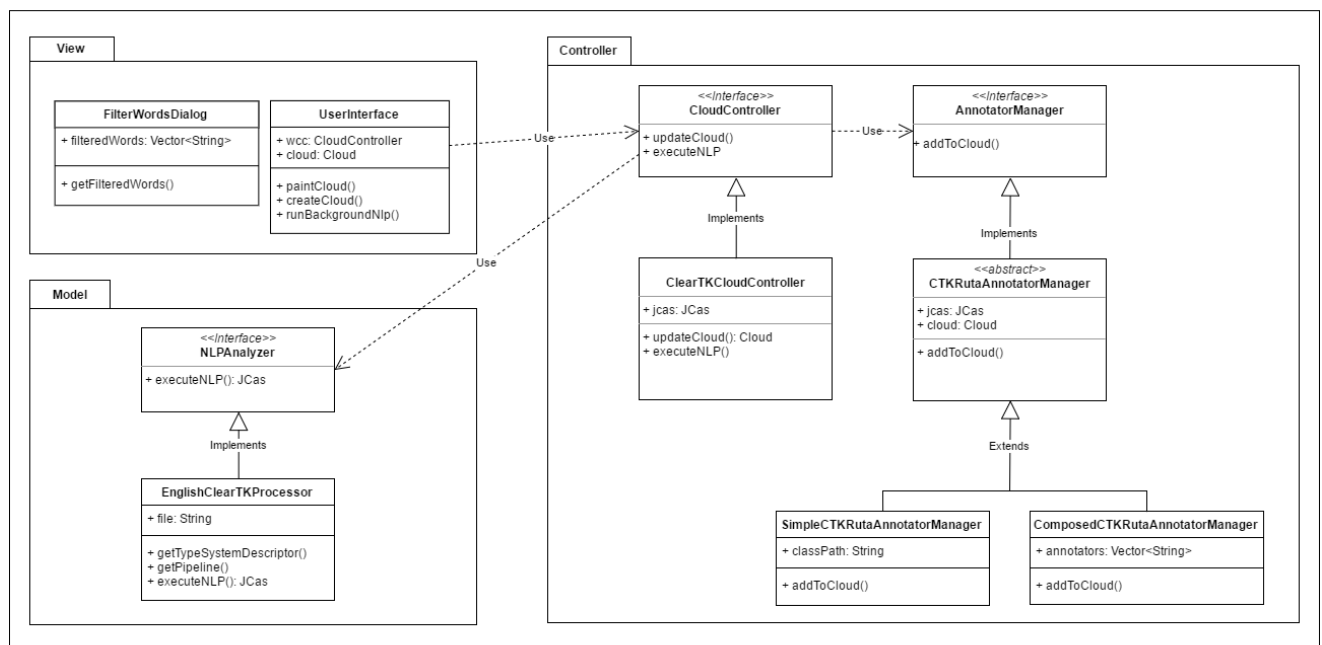 View
FilterWordsDialog
+ filteredWords: Vector<String>
+ getFilteredWords()
UserInterface
+ wcc: CloudController
+ cloud: Cloud
+ paintCloud()
+ createCloud()
+ runBackgroundNlp()
Use
Use
Model
<<Interface>>
NLPAnalyzer
+ executeNLP(): JCas
Implements
EnglishClearTKProcessor
+ file: String
+ getTypeSystemDescriptor()
+ getPipeline()
+ executeNLP(): JCas
Controller
<<Interface>>
CloudController
+ updateCloud()
+ executeNLP
Use
<<Interface>>
AnnotatorManager
+ addToCloud()
Implements
Implements
ClearTKCloudController
+ jcas: JCas
+ updateCloud(): Cloud
+ executeNLP()
<<abstract>>
CTKRutaAnnotatorManager
+ jcas: JCas
+ cloud: Cloud
+ addToCloud()
Extends
SimpleCTKRutaAnnotatorManager
+ classPath: String
+ addToCloud()
ComposedCTKRutaAnnotatorManager
+ annotators: Vector<String>
+ addToCloud()